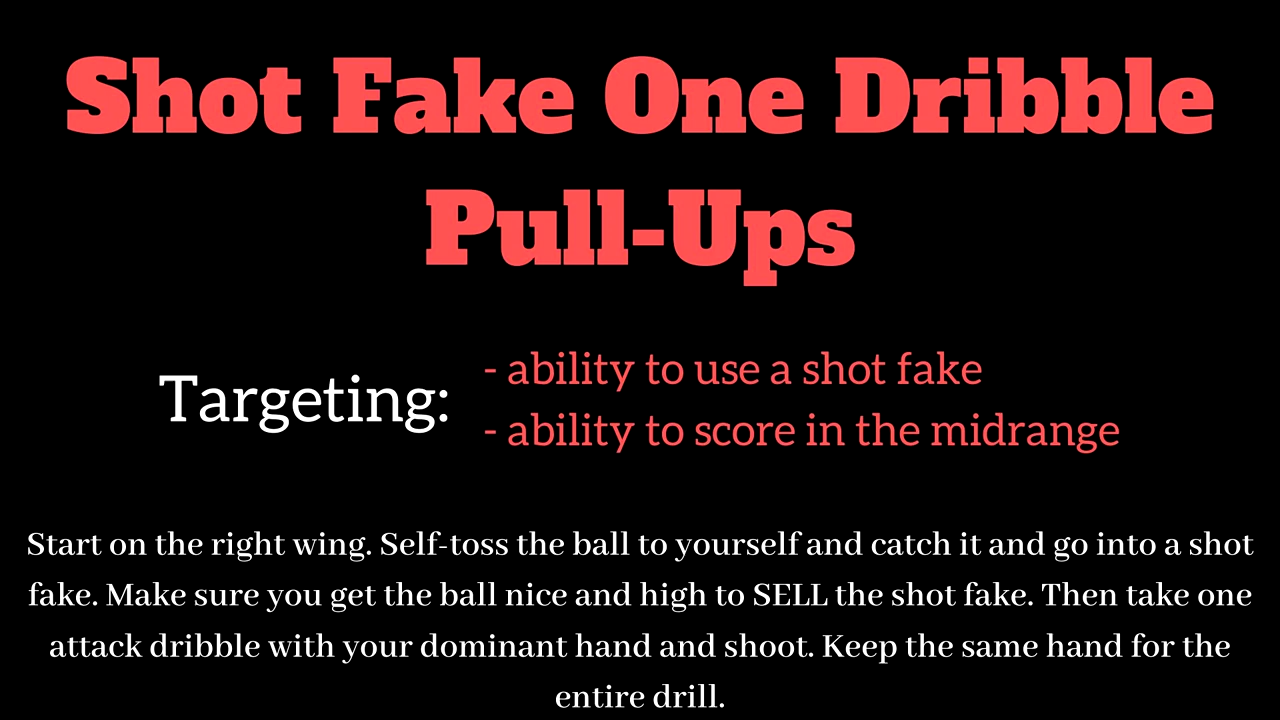 Shot Fake One Dribble
Pull-Ups
Targeting:
- ability to use a shot fake
- ability to score in the midrange
Start on the right wing. Self-toss the ball to yourself and catch it and go into a shot
fake. Make sure you get the ball nice and high to SELL the shot fake. Then take one
attack dribble with your dominant hand and shoot. Keep the same hand for the
entire drill.